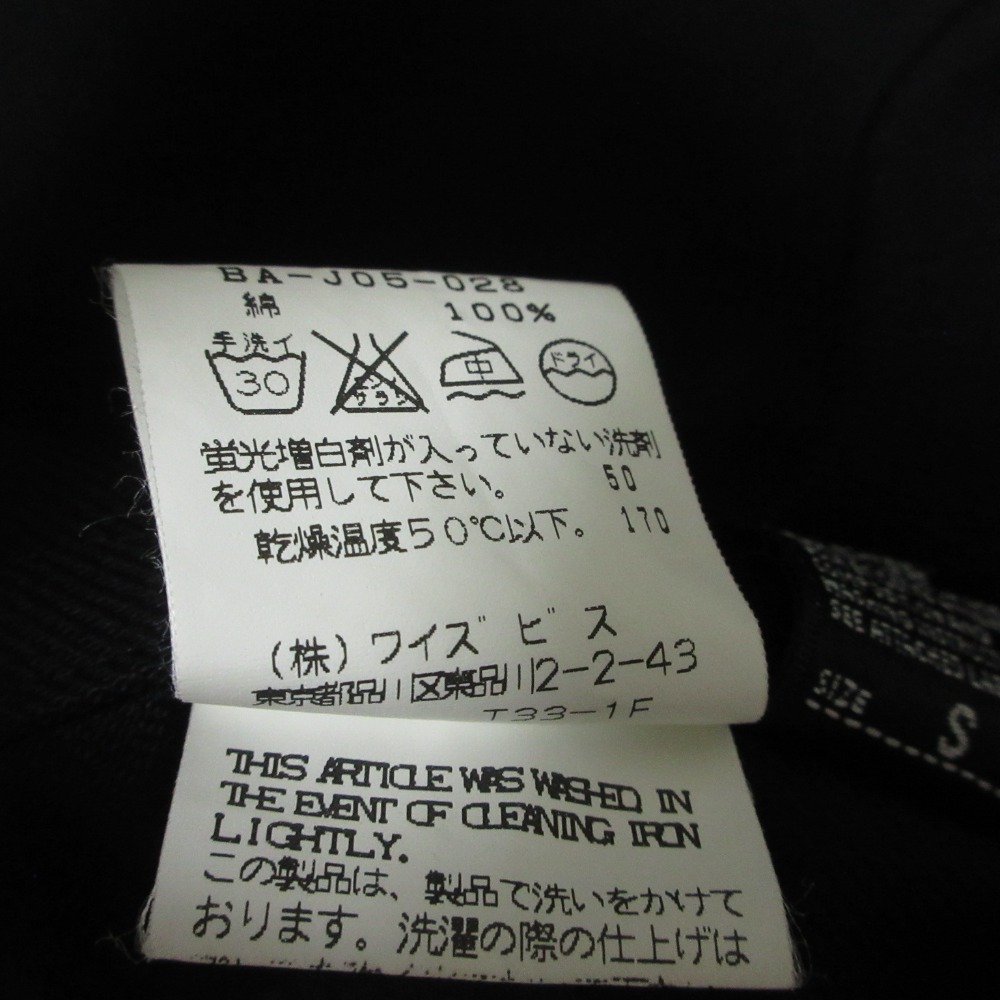 BA-J05-028
綿 100%
手洗イ 中 ドライ
30
蛍光増白剤が入っていない洗剤
を使用して下さい。 50
乾燥温度50℃以下。 170
(株)ワイズ ビス
東京都品川区東品川2-2-43
T33-1F
THIS ARTICLE WAS WASHED IN
THE EVENT OF CLEANING IRON
LIGHTLY.
この製品は、製品で洗いをかけて
おります。洗濯の際の仕上げは
SIZE
S